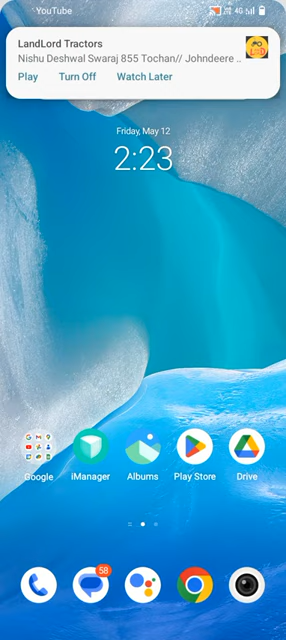 YouTube
4G
LandLord Tractors
Nishu Deshwal Swaraj 855 Tochan// Johndeere ..
Play Turn Off Watch Later
Friday, May 12
2:23
Google iManager Albums Play Store Drive
58